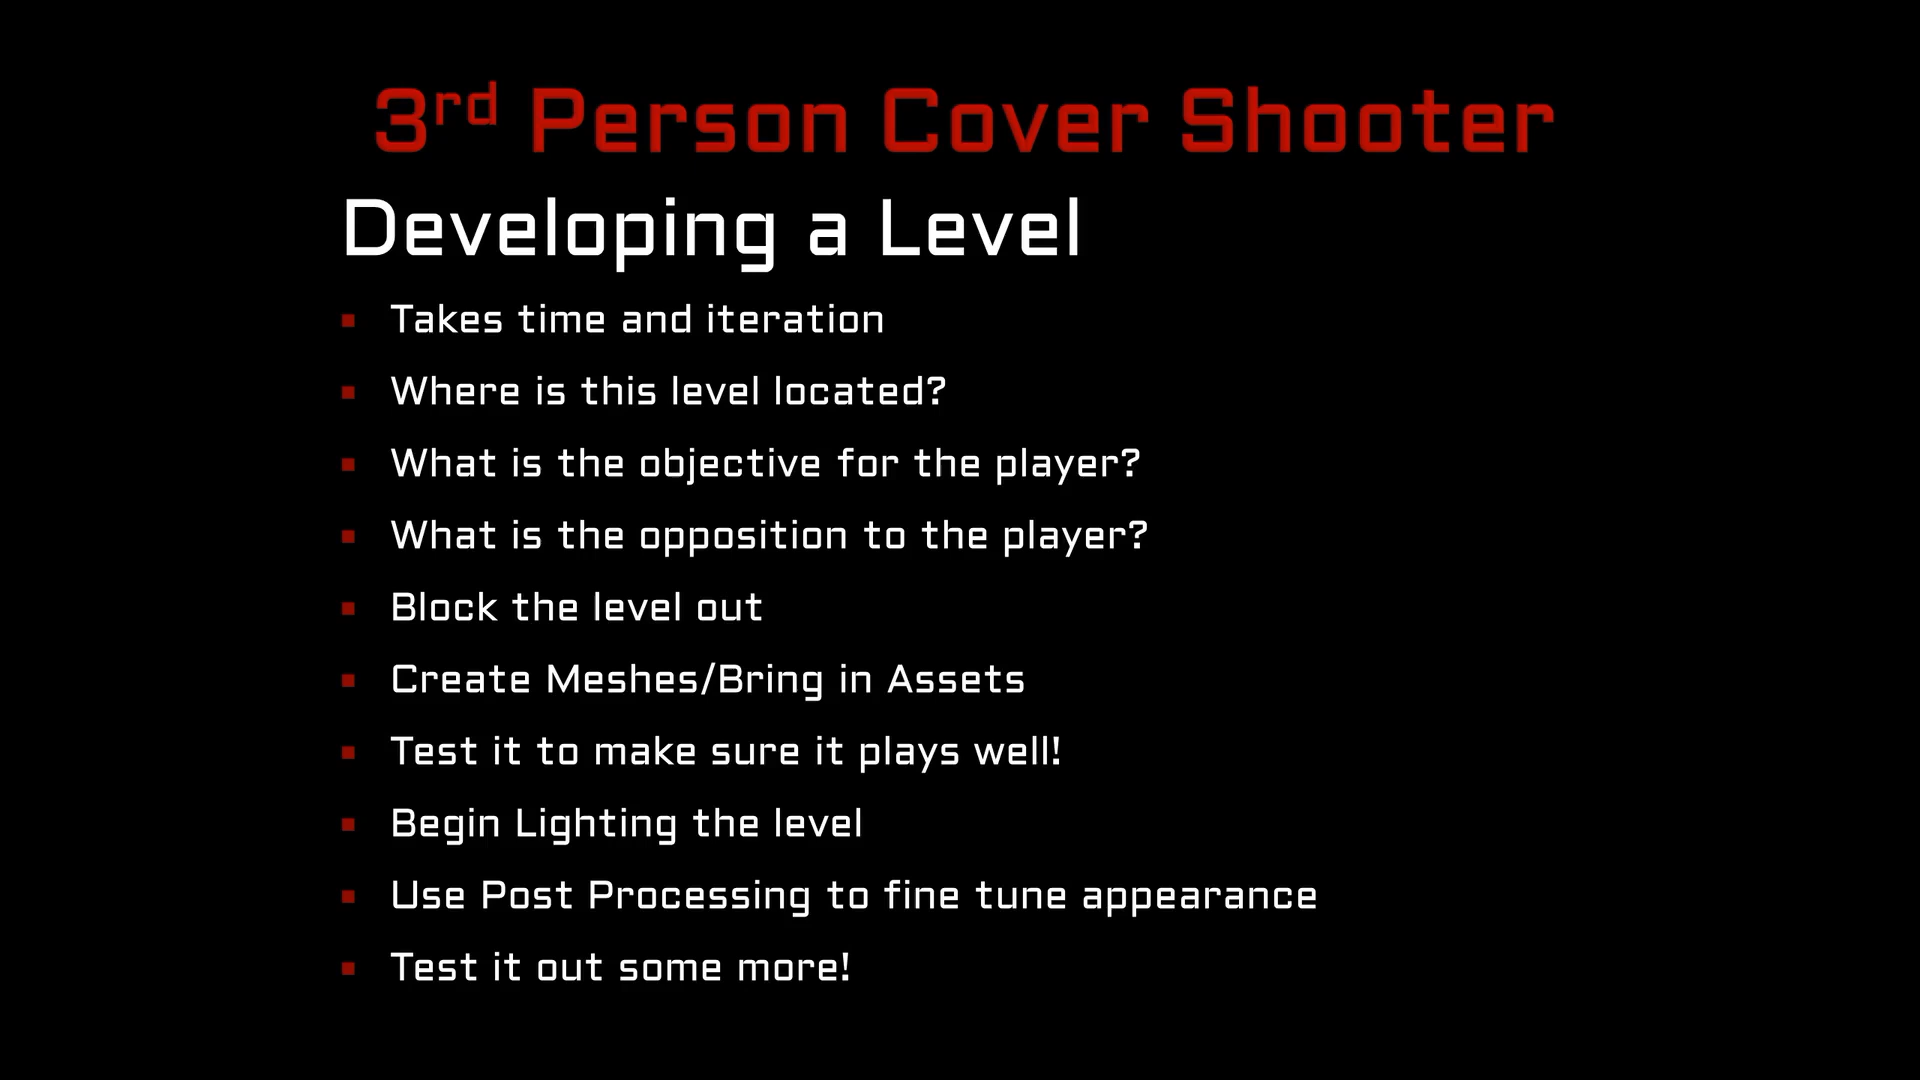 3rd Person Cover Shooter
Developing a Level
▪ Takes time and iteration
▪ Where is this level located?
▪ What is the objective for the player?
▪ What is the opposition to the player?
▪ Block the level out
▪ Create Meshes/Bring in Assets
▪ Test it to make sure it plays well!
▪ Begin Lighting the level
▪ Use Post Processing to fine tune appearance
▪ Test it out some more!